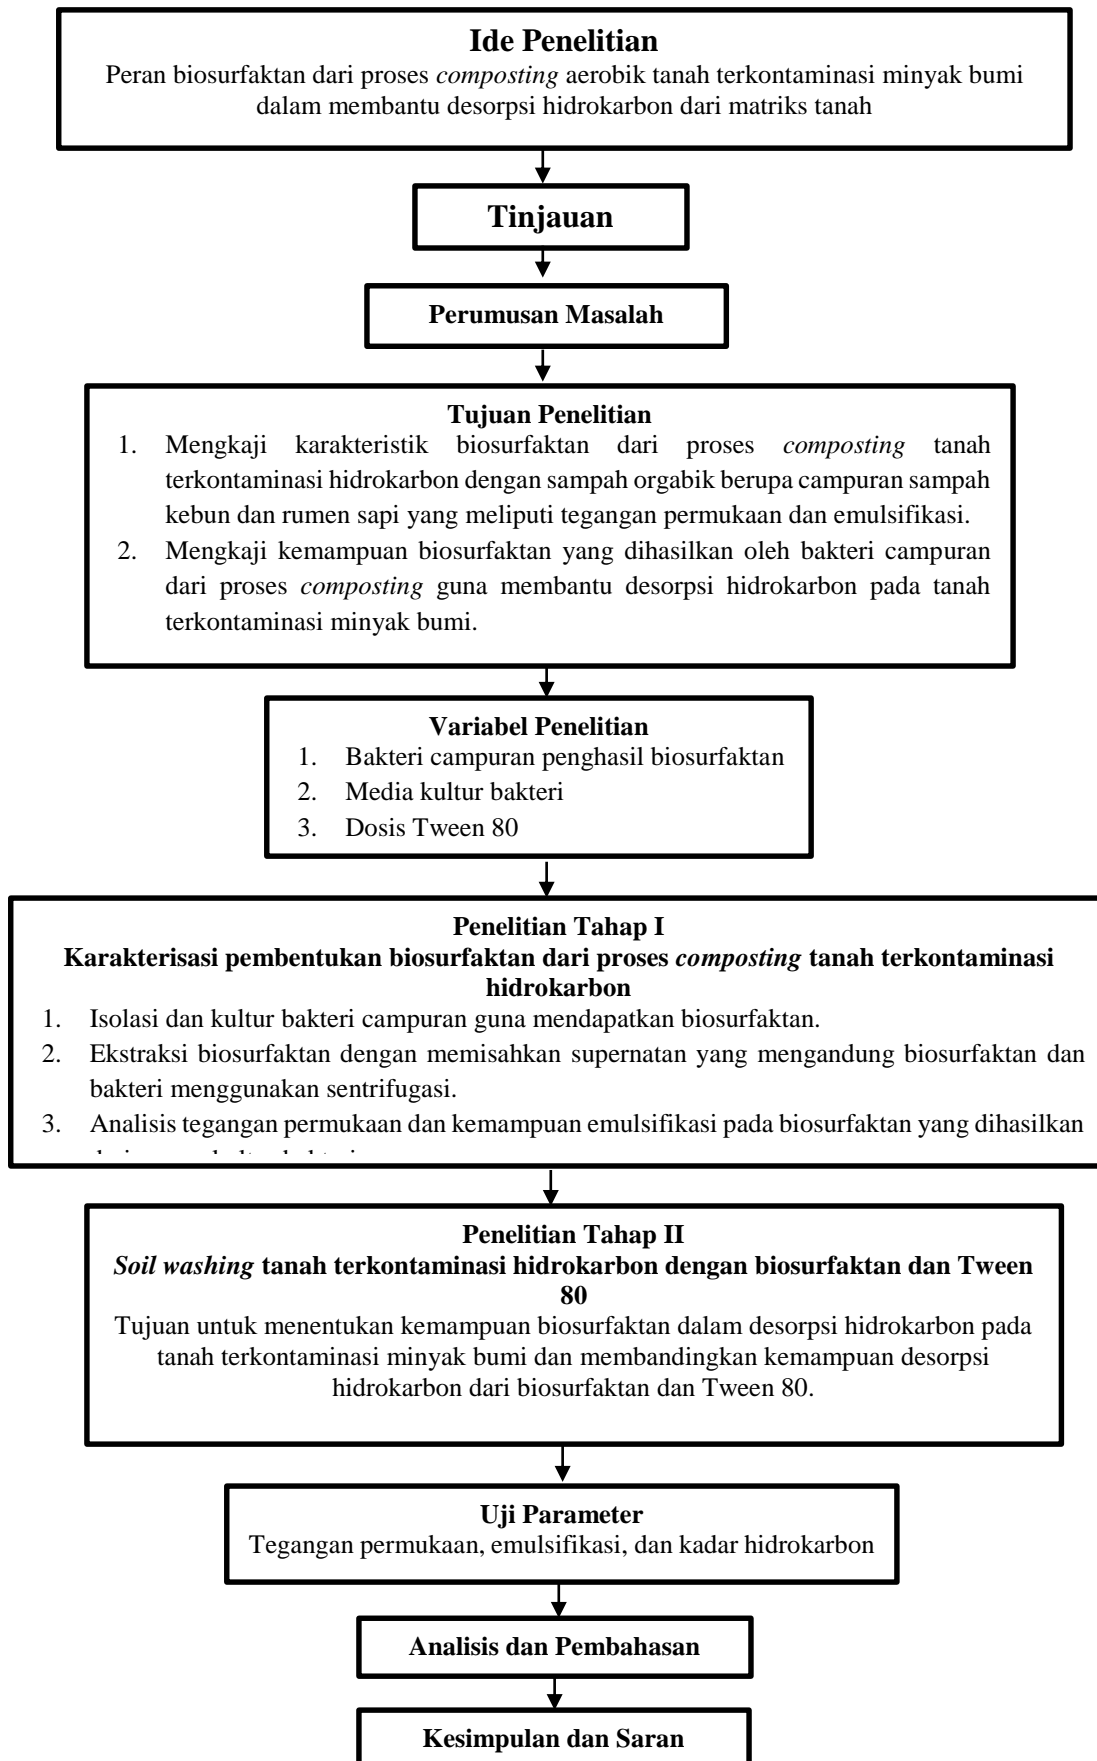 Ide Penelitian
Peran biosurfaktan dari proses composting aerobik tanah terkontaminasi minyak bumi
dalam membantu desorpsi hidrokarbon dari matriks tanah
Tinjauan
Perumusan Masalah
Tujuan Penelitian
1. Mengkaji karakteristik biosurfaktan dari proses composting tanah
terkontaminasi hidrokarbon dengan sampah orgabik berupa campuran sampah
kebun dan rumen sapi yang meliputi tegangan permukaan dan emulsifikasi.
2. Mengkaji kemampuan biosurfaktan yang dihasilkan oleh bakteri campuran
dari proses composting guna membantu desorpsi hidrokarbon pada tanah
terkontaminasi minyak bumi.
Variabel Penelitian
1. Bakteri campuran penghasil biosurfaktan
2. Media kultur bakteri
3. Dosis Tween 80
Penelitian Tahap I
Karakterisasi pembentukan biosurfaktan dari proses composting tanah terkontaminasi
hidrokarbon
1. Isolasi dan kultur bakteri campuran guna mendapatkan biosurfaktan.
2. Ekstraksi biosurfaktan dengan memisahkan supernatan yang mengandung biosurfaktan dan
bakteri menggunakan sentrifugasi.
3. Analisis tegangan permukaan dan kemampuan emulsifikasi pada biosurfaktan yang dihasilkan
Penelitian Tahap II
Soil washing tanah terkontaminasi hidrokarbon dengan biosurfaktan dan Tween
80
Tujuan untuk menentukan kemampuan biosurfaktan dalam desorpsi hidrokarbon pada
tanah terkontaminasi minyak bumi dan membandingkan kemampuan desorpsi
hidrokarbon dari biosurfaktan dan Tween 80.
Uji Parameter
Tegangan permukaan, emulsifikasi, dan kadar hidrokarbon
Analisis dan Pembahasan
Kesimpulan dan Saran